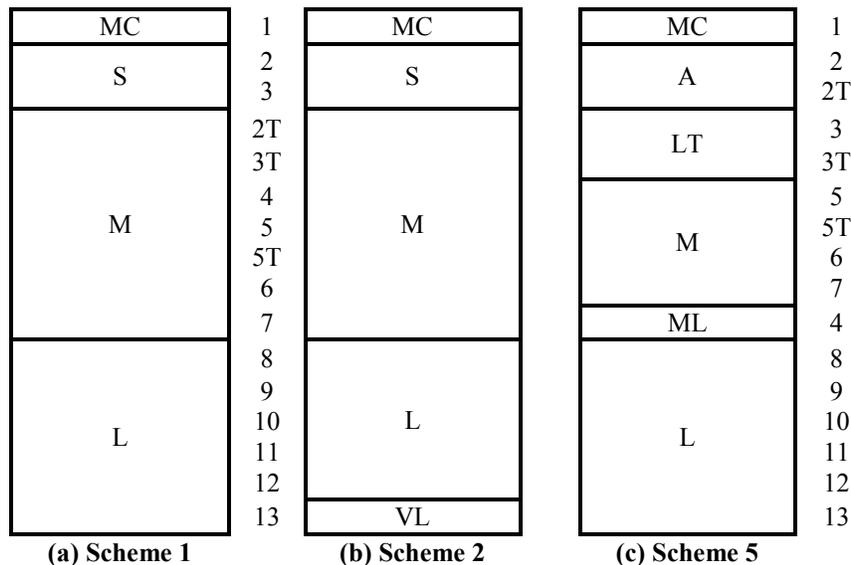 MC 1 MC MC 1
S 2 S A 2
3 2T
M 2T M LT 3
3T 3T
4 M 5
5 5T
5T 6
6 7
7 ML 4
L 8 L L 8
9 9
10 10
11 11
12 12
13 VL 13
(a) Scheme 1 (b) Scheme 2 (c) Scheme 5